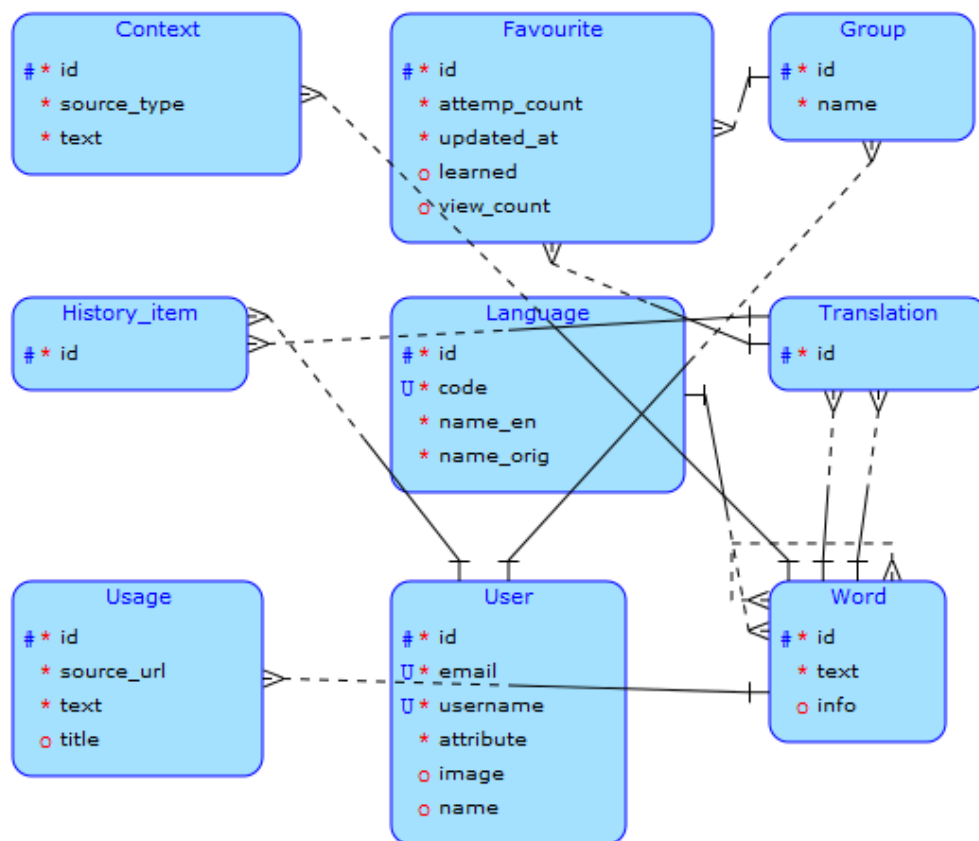 Context
# * id
* source_type
* text
Favourite
# * id
* attemp_count
* updated_at
o learned
o view_count
Group
# * id
* name
History_item
# * id
Language
# * id
U * code
* name_en
* name_orig
Translation
# * id
Usage
# * id
* source_url
* text
o title
User
# * id
U * email
U * username
* attribute
o image
o name
Word
# * id
* text
o info